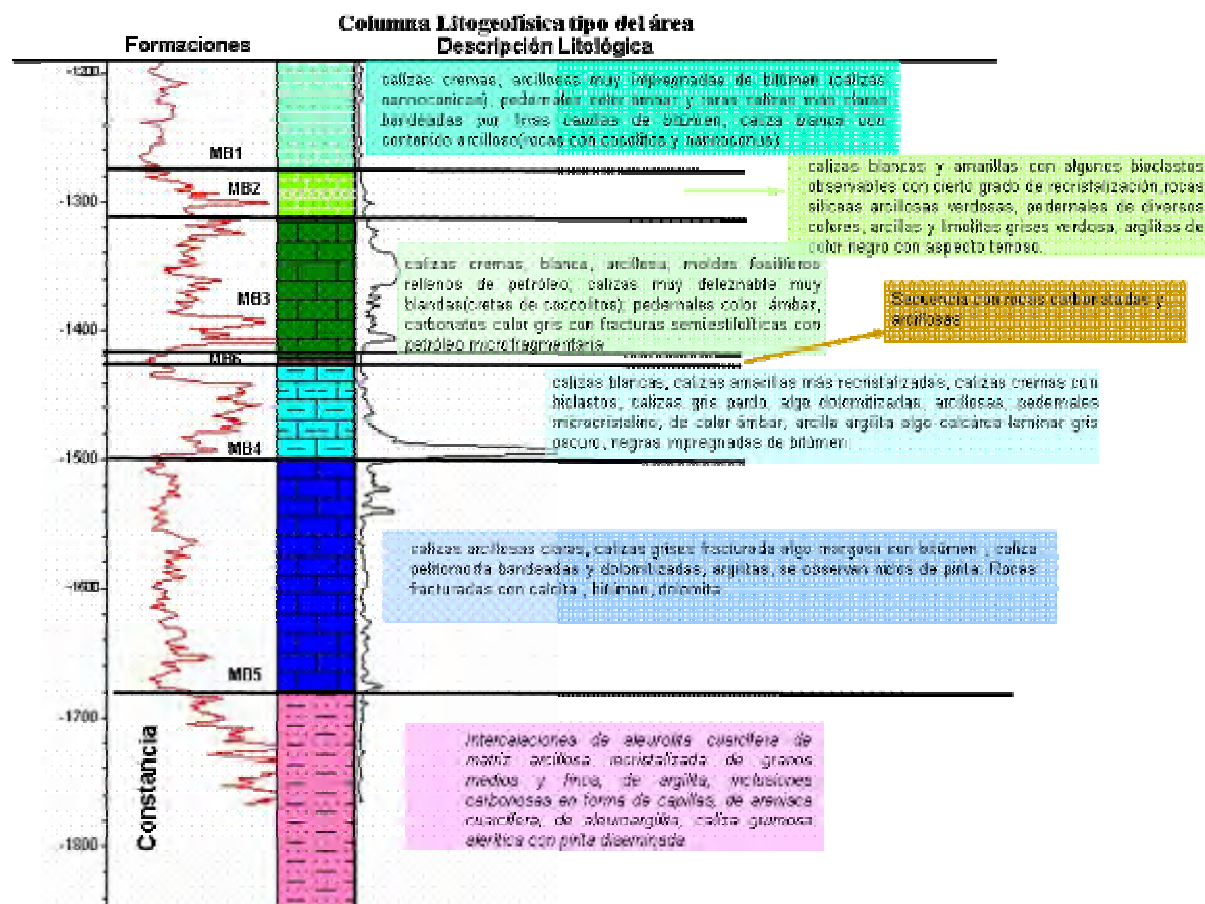 Columna Litogeofísica tipo del área
Formaciones
Descripción Litológica
-1200
calizas cremas, arcillosas muy impregnadas de bitúmen (calizas
nannoconicas), pedernales color ámbar y raras calizas más claras
bandeadas por finas capillas de bitúmen, caliza blanca con
contenido arcilloso(rocas con cocolitos y nannoconus)
MB1
MB2
-1300
calizas blancas y amarillas con algunos bioclastos
observables con cierto grado de recristalización,rocas
silíceas arcillosas verdosas, pedernales de diversos
colores, arcillas y limolitas grises verdosa, argilitas de
color negro con aspecto terroso.
calizas cremas, blanca, arcillosa, moldes fosilíferos
rellenos de petróleo, calizas muy deleznable muy
blandas(cretas de coccolitos), pedernales color ámbar,
carbonatos color gris con fracturas semiestilolíticas con
petróleo microfragmentaria
MB3
Secuencia con rocas carbonatadas y
arcillosas
-1400
MB6
calizas blancas, calizas amarillas más recristalizadas, calizas cremas con
bioclastos, calizas gris pardo, algo dolomitizadas, arcillosas, pedernales
microcristalino, de color ámbar, arcilla argilita algo calcárea laminar gris
oscuro, negras impregnadas de bitúmen.
MB4
-1500
calizas arcillosas claras, calizas grises fracturada algo margosa con bitúmen , caliza
bandeadas y dolomitizadas, argilitas, se observan nidos de pirita. Rocas
fracturadas con calcita , bitúmen, dolomita
-1600
MB5
-1700
Constancia
Intercalaciones de aleurolita cuarcífera de
matriz arcillosa recristalizada de granos
medios y finos, de argilita, inclusiones
carbonosas en forma de capillas, de arenisca
cuarcífera, de aleuroargilita, caliza grumosa
alerítica con pirita diseminada
-1800